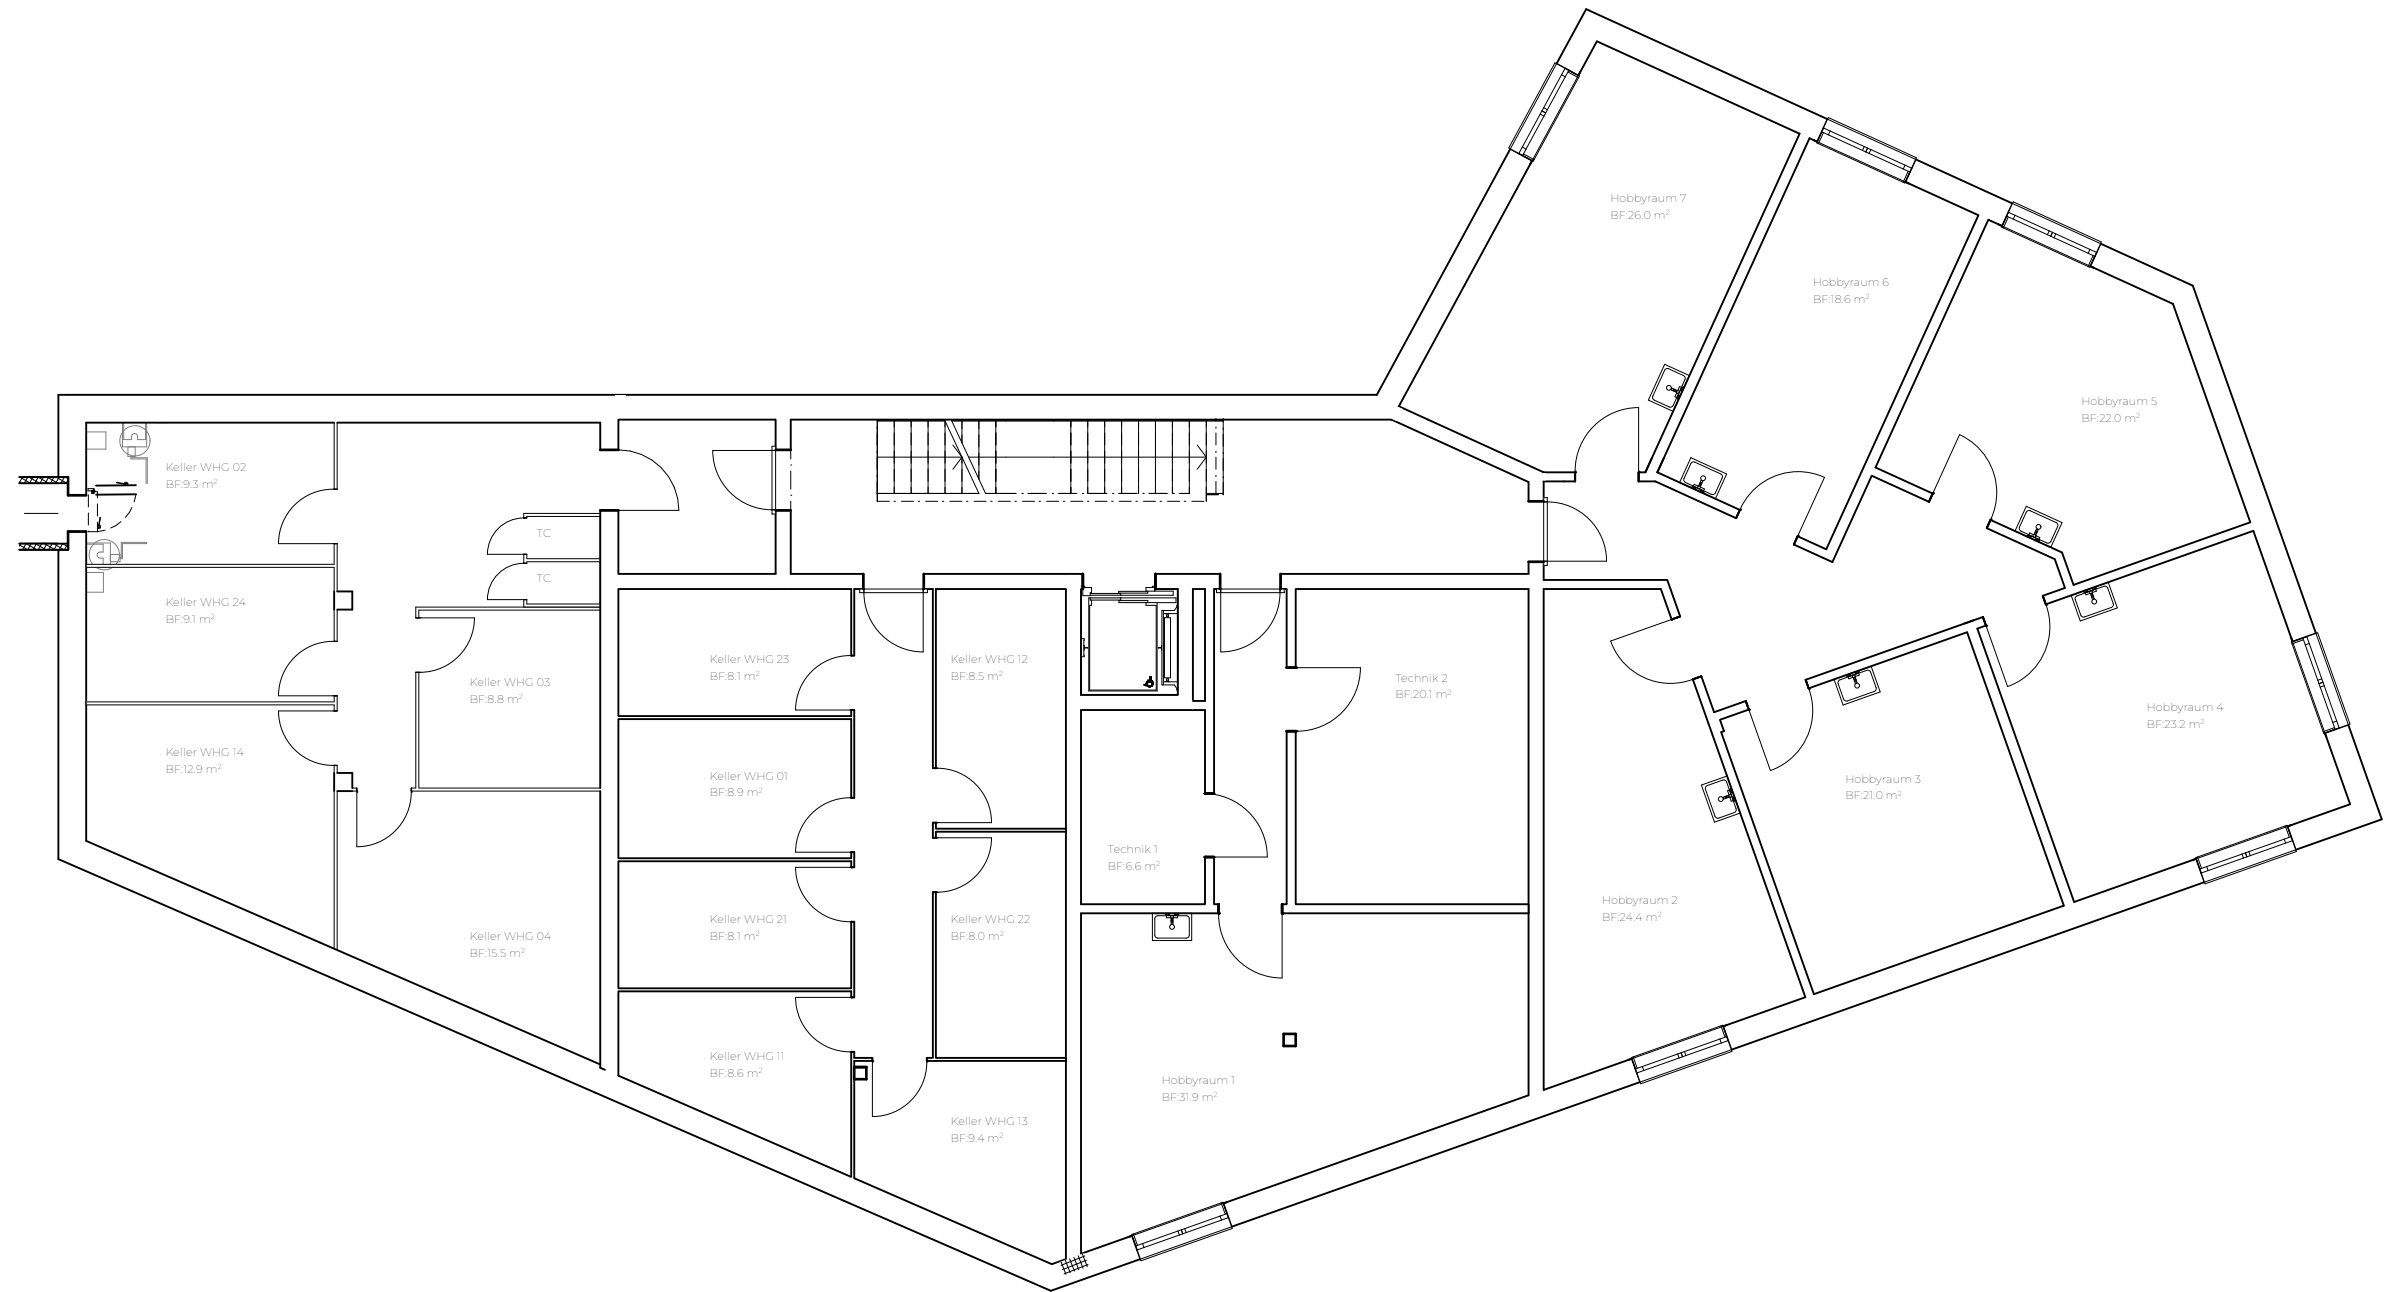 Hobbyraum 7
BF:26.0 m²
Hobbyraum 6
BF:18.6 m²
Hobbyraum 5
BF:22.0 m²
Keller WHG 02
BF:9.3 m²
TC
TC
Keller WHG 24
BF:9.1 m²
Keller WHG 03
BF:8.8 m²
Keller WHG 23
BF:8.1 m²
Keller WHG 12
BF:8.5 m²
Technik 2
BF:20.1 m²
Hobbyraum 4
BF:23.2 m²
Keller WHG 14
BF:12.9 m²
Keller WHG 01
BF:8.9 m²
Hobbyraum 3
BF:21.0 m²
Technik 1
BF:6.6 m²
Hobbyraum 2
BF:24.4 m²
Keller WHG 04
BF:15.5 m²
Keller WHG 21
BF:8.1 m²
Keller WHG 22
BF:8.0 m²
Keller WHG 11
BF:8.6 m²
Hobbyraum 1
BF:31.9 m²
Keller WHG 13
BF:9.4 m²